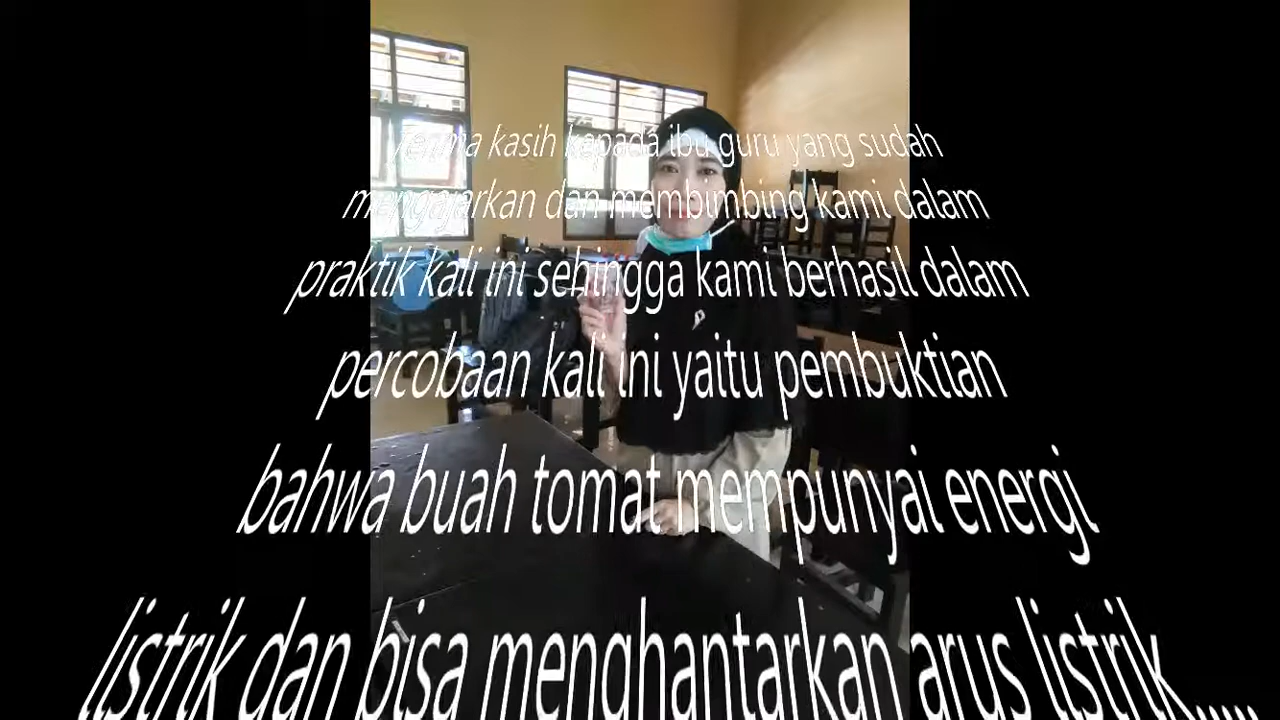 Terima kasih kepada ibu guru yang sudah
mengajarkan dan membimbing kami dalam
praktik kali ini sehingga kami berhasil dalam
percobaan kali ini yaitu pembuktian
bahwa buah tomat mempunyai energi
listrik dan bisa menghantarkan arus listrik.....